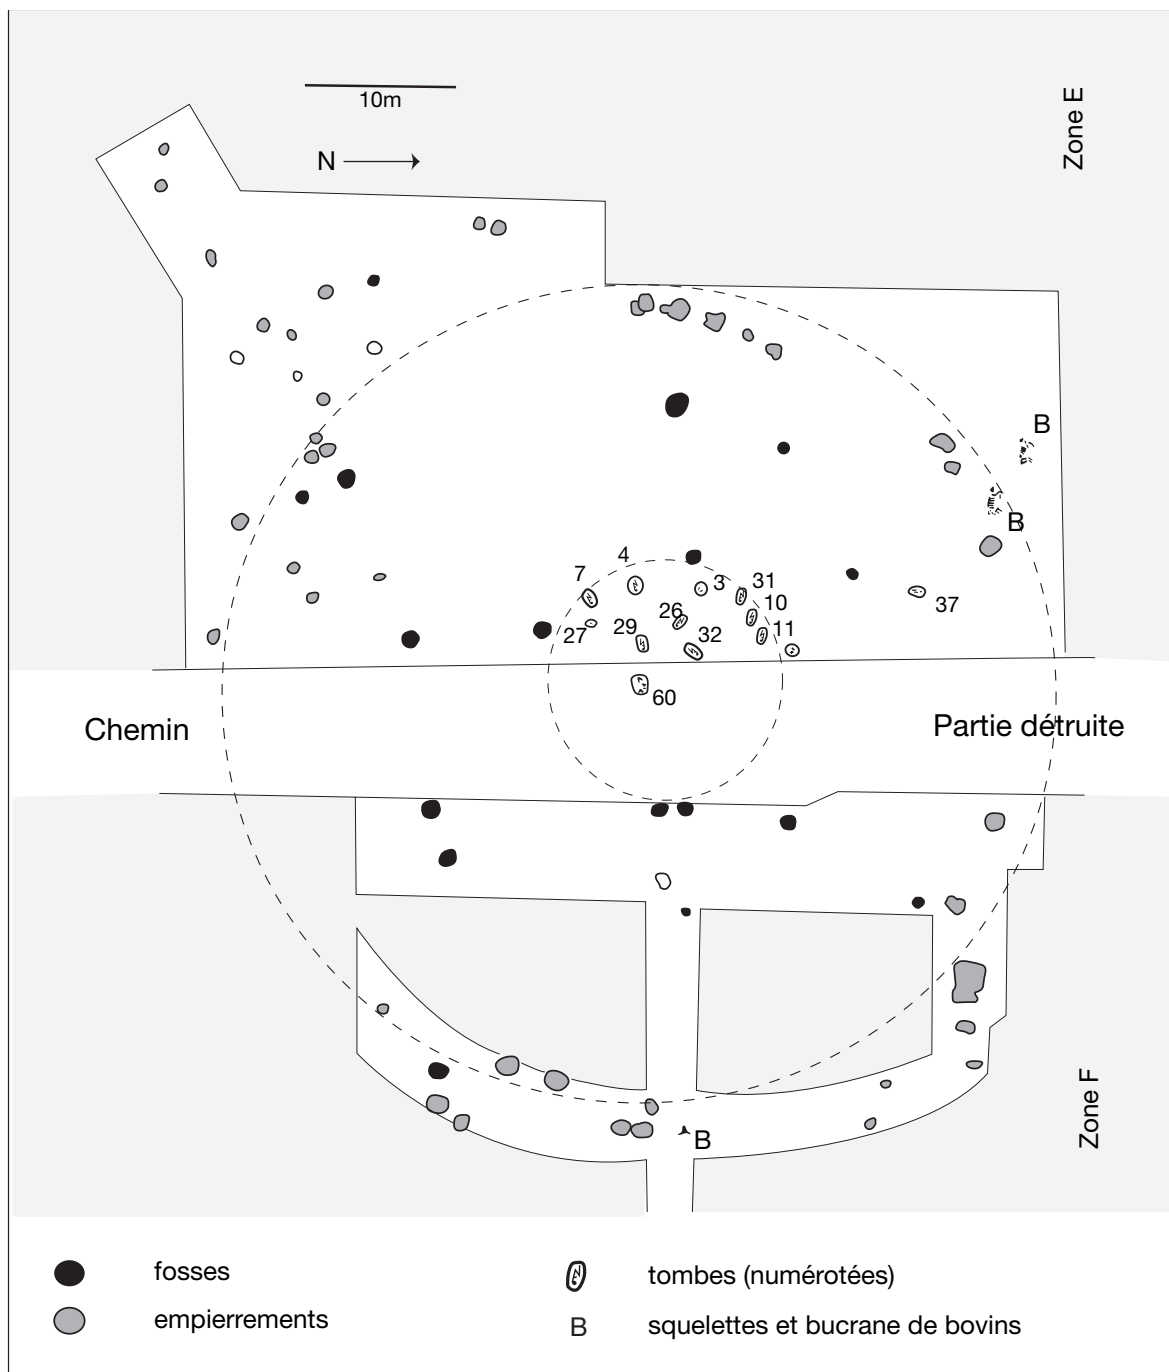 Zone E
10m
N
B
B
4
7
3
31
26
10
37
27
29
32
11
60
Chemin
Partie détruite
B
Zone F
fosses
tombes (numérotées)
empierrements
B
squelettes et bucrane de bovins